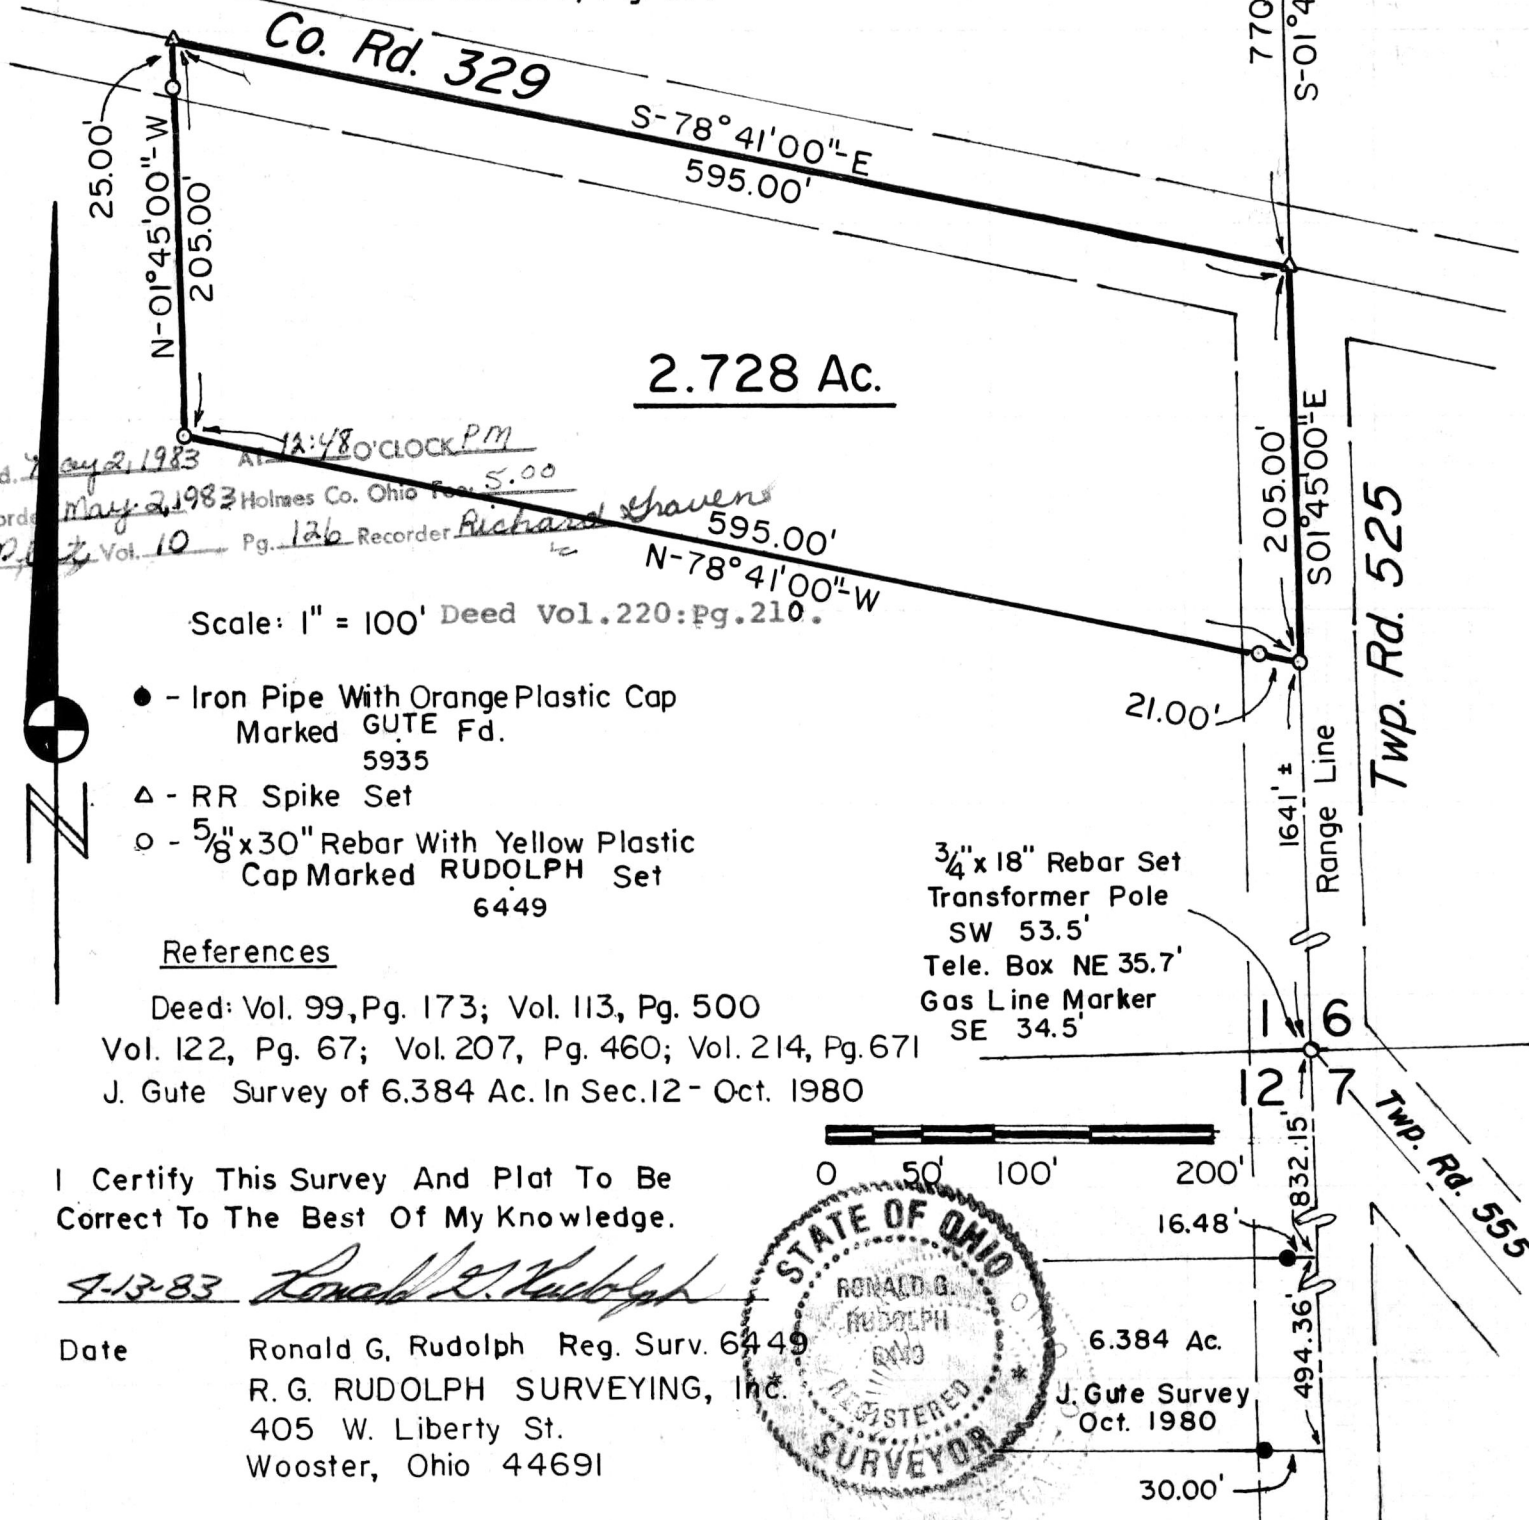 Co. Rd. 329
S-78°41'00"-E
595.00'
770
S-01°4
25.00'
N-01°45'00"-W
205.00'
2.728 Ac.
205.00'
S01°45'00"E
Twp. Rd. 525
d. May 2, 1983 At 12:48 O'CLOCK PM
May 2, 1983 Holmes Co. Ohio Fee 5.00
Plat Vol. 10 Pg. 126 Recorder Richard Graven
595.00'
N-78°41'00"-W
Scale: 1" = 100' Deed Vol.220:Pg.210.
21.00'
1641' ±
Range Line
● - Iron Pipe With Orange Plastic Cap
Marked GUTE Fd.
5935
△ - RR Spike Set
○ - 5/8" x 30" Rebar With Yellow Plastic
Cap Marked RUDOLPH Set
6449
N
3/4" x 18" Rebar Set
Transformer Pole
SW 53.5'
Tele. Box NE 35.7'
Gas Line Marker
SE 34.5'
References
Deed: Vol. 99, Pg. 173; Vol. 113, Pg. 500
Vol. 122, Pg. 67; Vol. 207, Pg. 460; Vol. 214, Pg. 671
J. Gute Survey of 6.384 Ac. In Sec. 12 - Oct. 1980
1 6
12 7
Twp. Rd. 555
832.15'
0 50' 100' 200'
I Certify This Survey And Plat To Be
Correct To The Best Of My Knowledge.
16.48'
4-13-83 Ronald G. Rudolph
Date Ronald G, Rudolph Reg. Surv. 6449
R. G. RUDOLPH SURVEYING, Inc.
405 W. Liberty St.
Wooster, Ohio 44691
STATE OF OHIO
RONALD G.
RUDOLPH
6449
REGISTERED
SURVEYOR
6.384 Ac.
J. Gute Survey
Oct. 1980
494.36'
30.00'